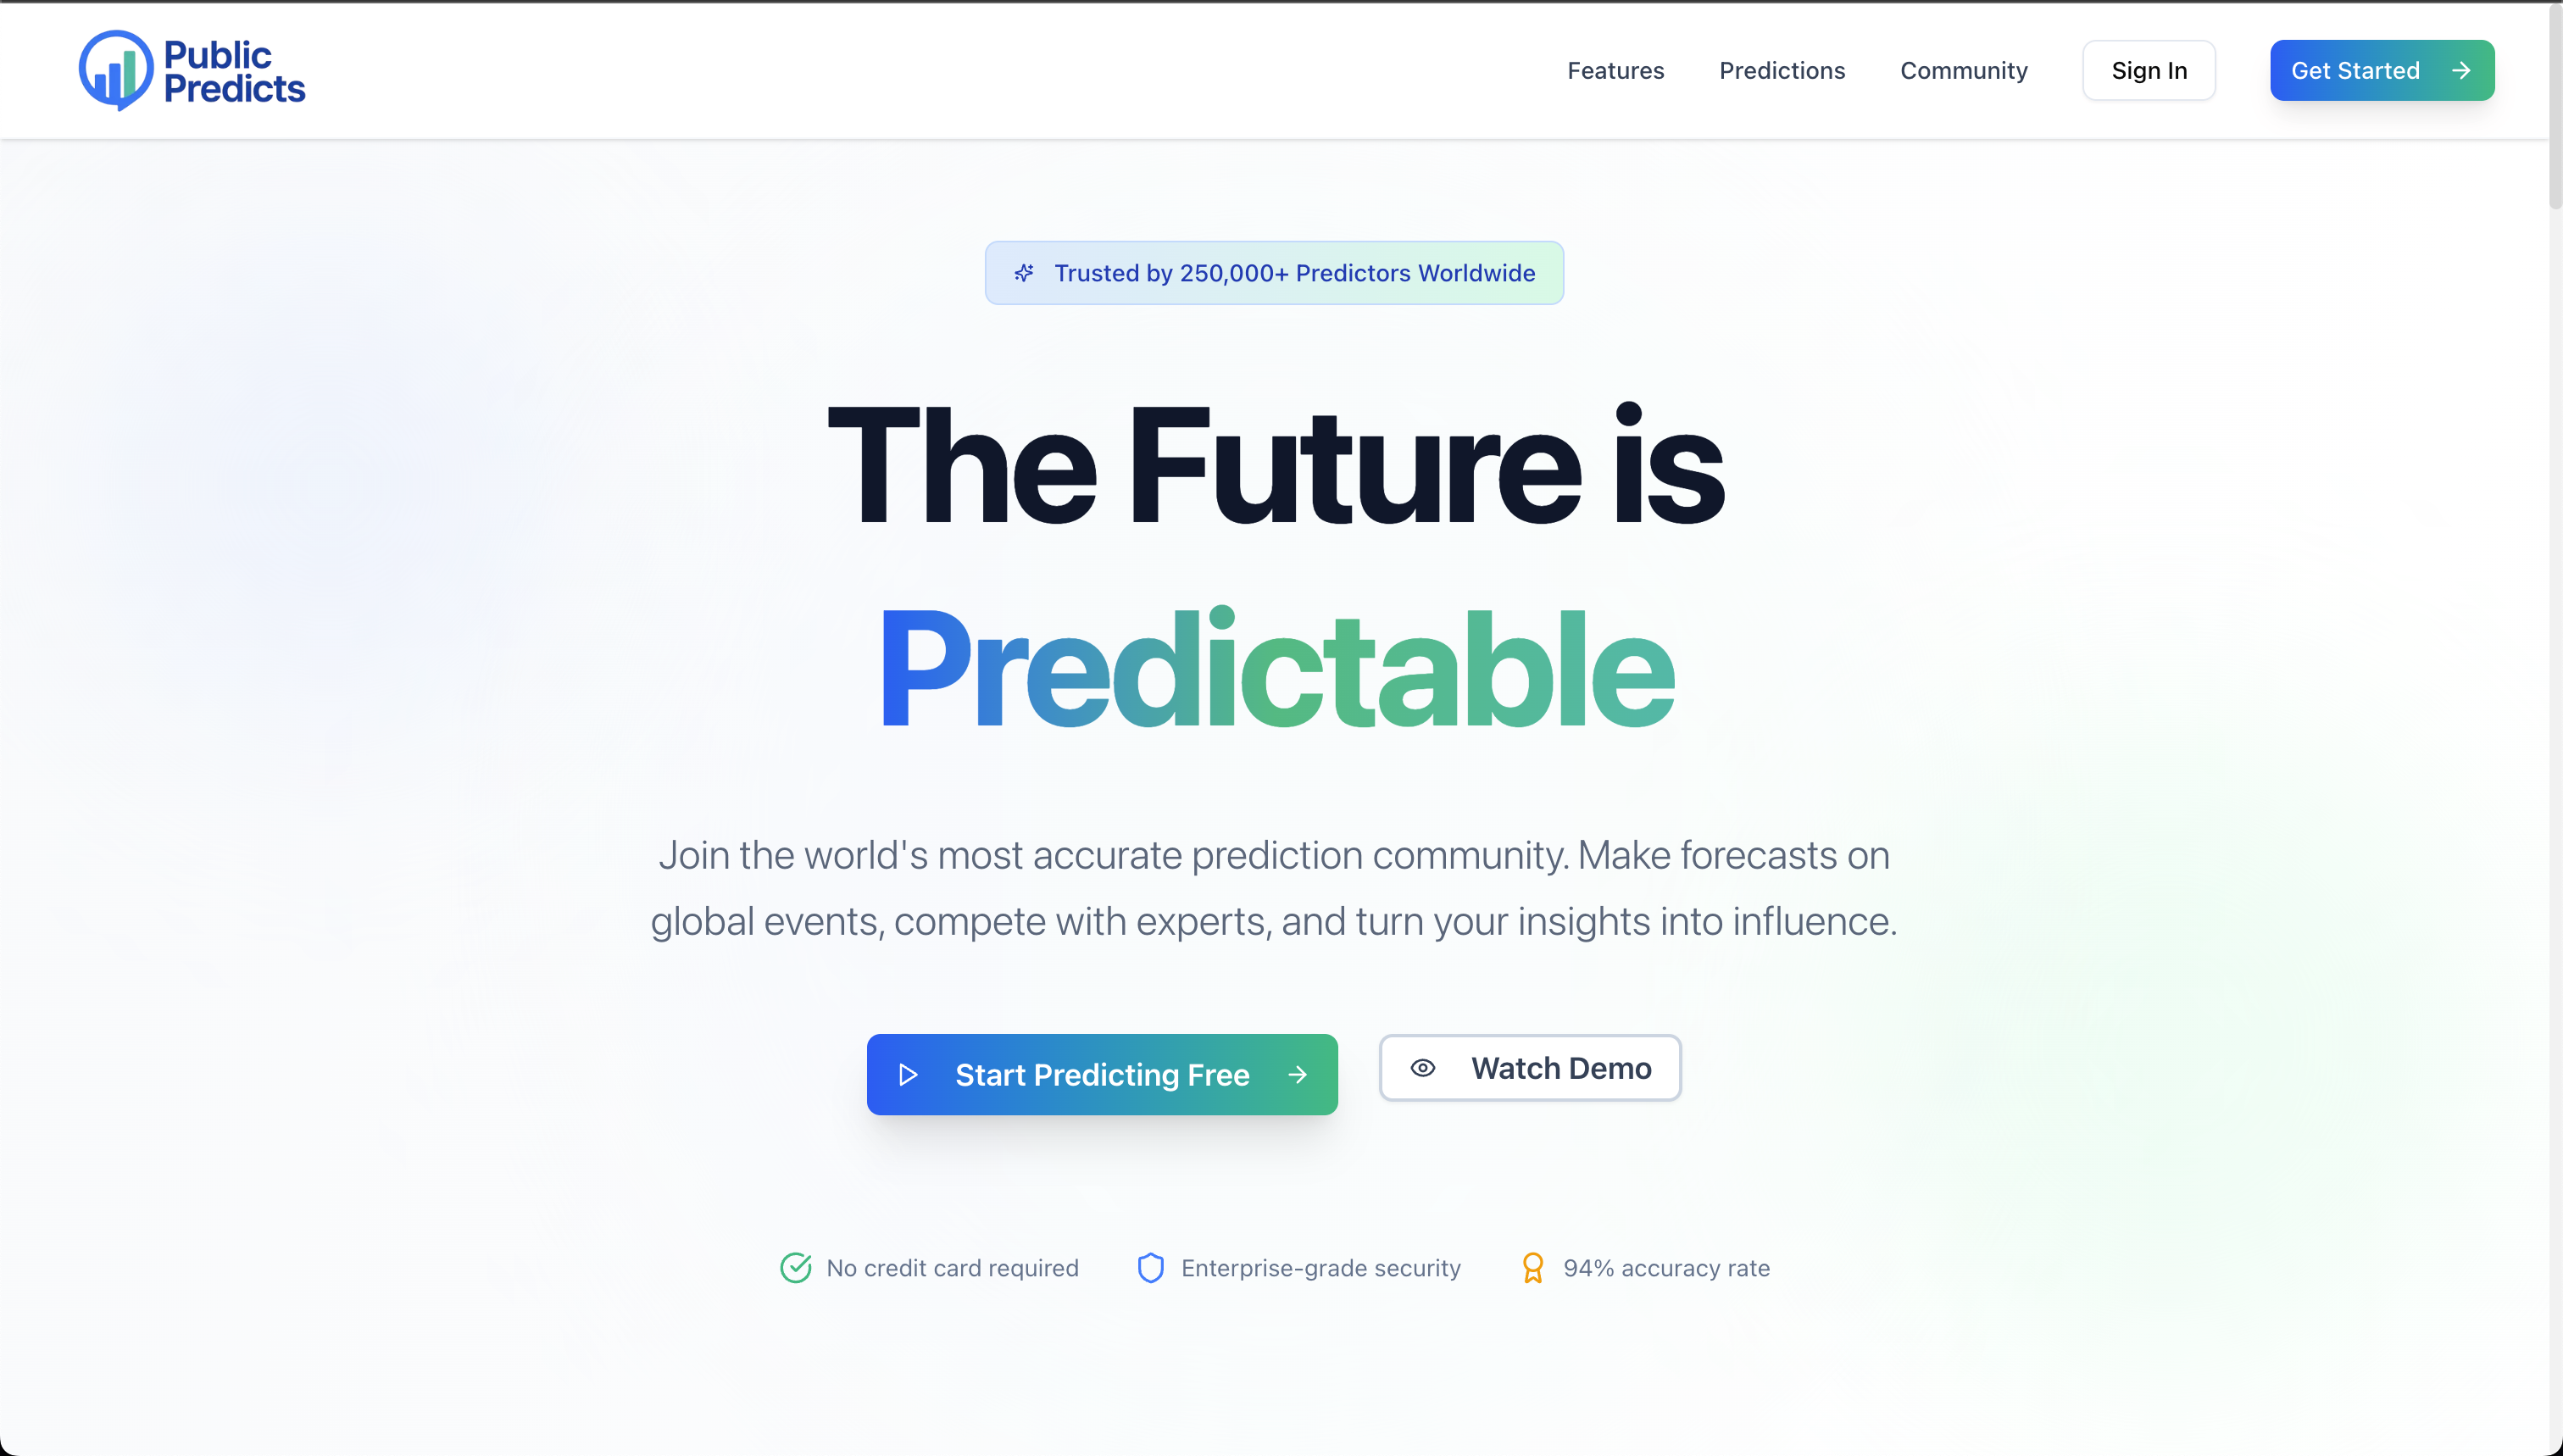 Public
Predicts
Features
Predictions
Community
Sign In
Get Started
Trusted by 250,000+ Predictors Worldwide
The Future is
Predictable
Join the world's most accurate prediction community. Make forecasts on
global events, compete with experts, and turn your insights into influence.
Start Predicting Free
Watch Demo
No credit card required
Enterprise-grade security
94% accuracy rate